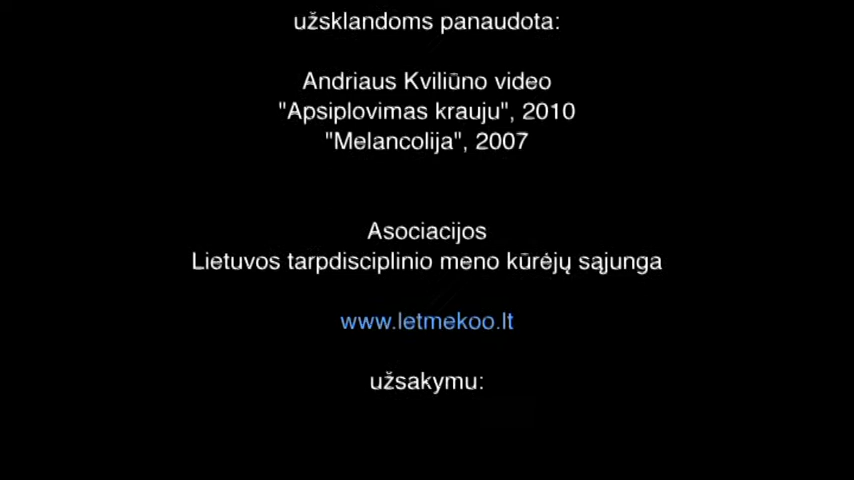 užsklandoms panaudota:
Andriaus Kviliūno video
"Apsiplovimas krauju", 2010
"Melancolija", 2007
Asociacijos
Lietuvos tarpdisciplinio meno kūrėjų sąjunga
www.letmekoo.lt
užsakymu: